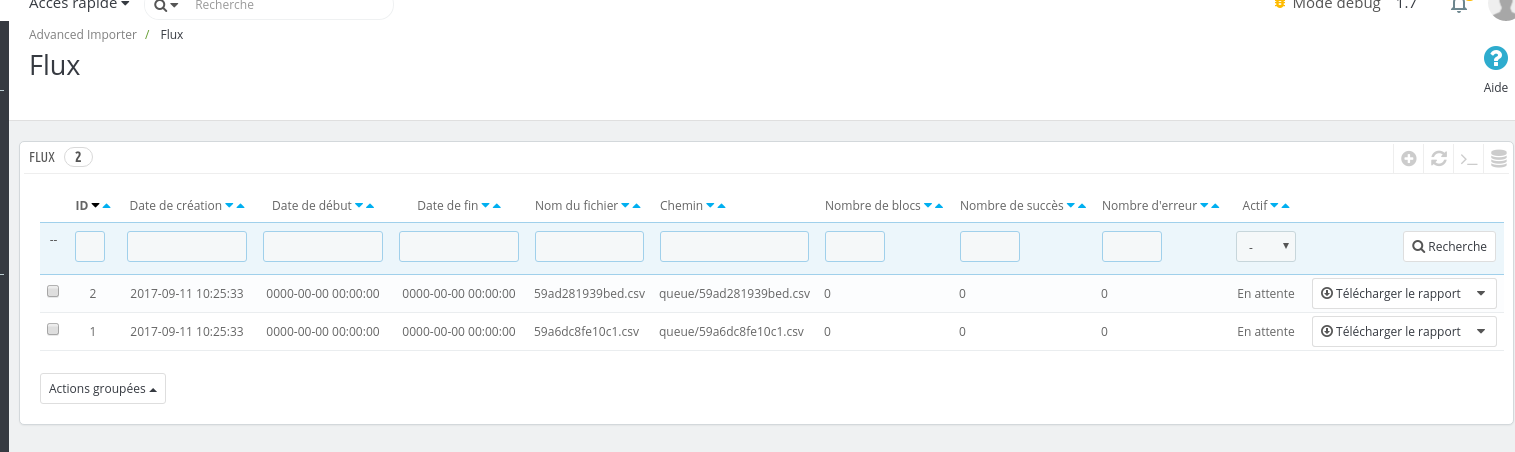 Accès rapide Recherche Mode debug 1.7
Advanced Importer / Flux
Flux
? Aide
FLUX 2
ID Date de création Date de début Date de fin Nom du fichier Chemin Nombre de blocs Nombre de succès Nombre d'erreur Actif
-- - Recherche
2 2017-09-11 10:25:33 0000-00-00 00:00:00 0000-00-00 00:00:00 59ad281939bed.csv queue/59ad281939bed.csv 0 0 0 En attente Télécharger le rapport
1 2017-09-11 10:25:33 0000-00-00 00:00:00 0000-00-00 00:00:00 59a6dc8fe10c1.csv queue/59a6dc8fe10c1.csv 0 0 0 En attente Télécharger le rapport
Actions groupées